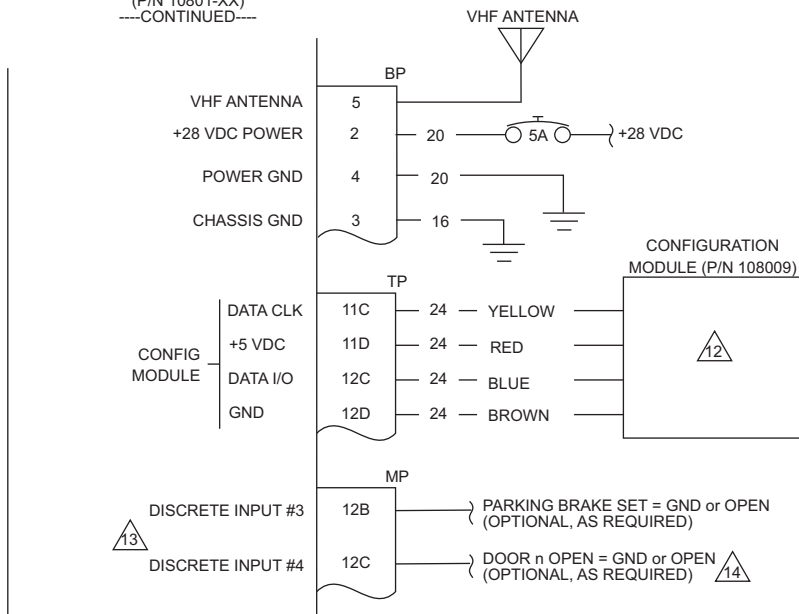 (P/N 10801-XX)
----CONTINUED----
VHF ANTENNA
BP
VHF ANTENNA 5
+28 VDC POWER 2 20 5A +28 VDC
POWER GND 4 20
CHASSIS GND 3 16
CONFIGURATION
MODULE (P/N 108009)
TP
CONFIG
MODULE
DATA CLK 11C 24 YELLOW
+5 VDC 11D 24 RED
DATA I/O 12C 24 BLUE
GND 12D 24 BROWN
12
MP
DISCRETE INPUT #3 12B PARKING BRAKE SET = GND or OPEN
(OPTIONAL, AS REQUIRED)
13
DISCRETE INPUT #4 12C DOOR n OPEN = GND or OPEN
(OPTIONAL, AS REQUIRED) 14